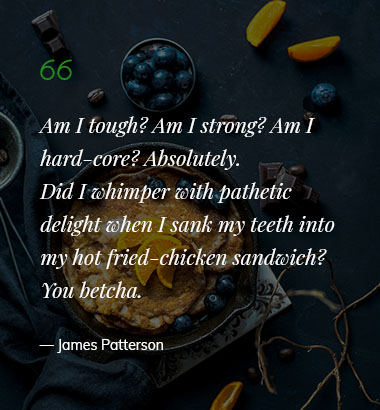 “
Am I tough? Am I strong? Am I
hard-core? Absolutely.
Did I whimper with pathetic
delight when I sank my teeth into
my hot fried-chicken sandwich?
You betcha.
— James Patterson